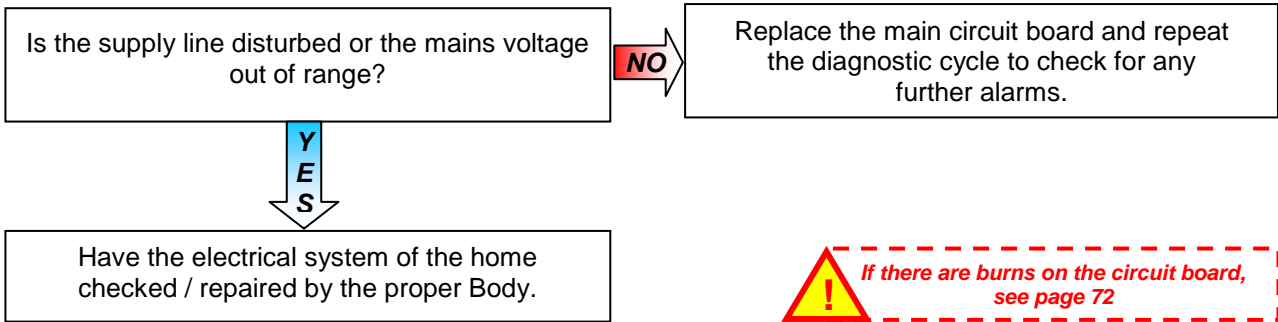 Is the supply line disturbed or the mains voltage
out of range?
NO
Replace the main circuit board and repeat
the diagnostic cycle to check for any
further alarms.
Y
E
S
Have the electrical system of the home
checked / repaired by the proper Body.
!
If there are burns on the circuit board,
see page 72